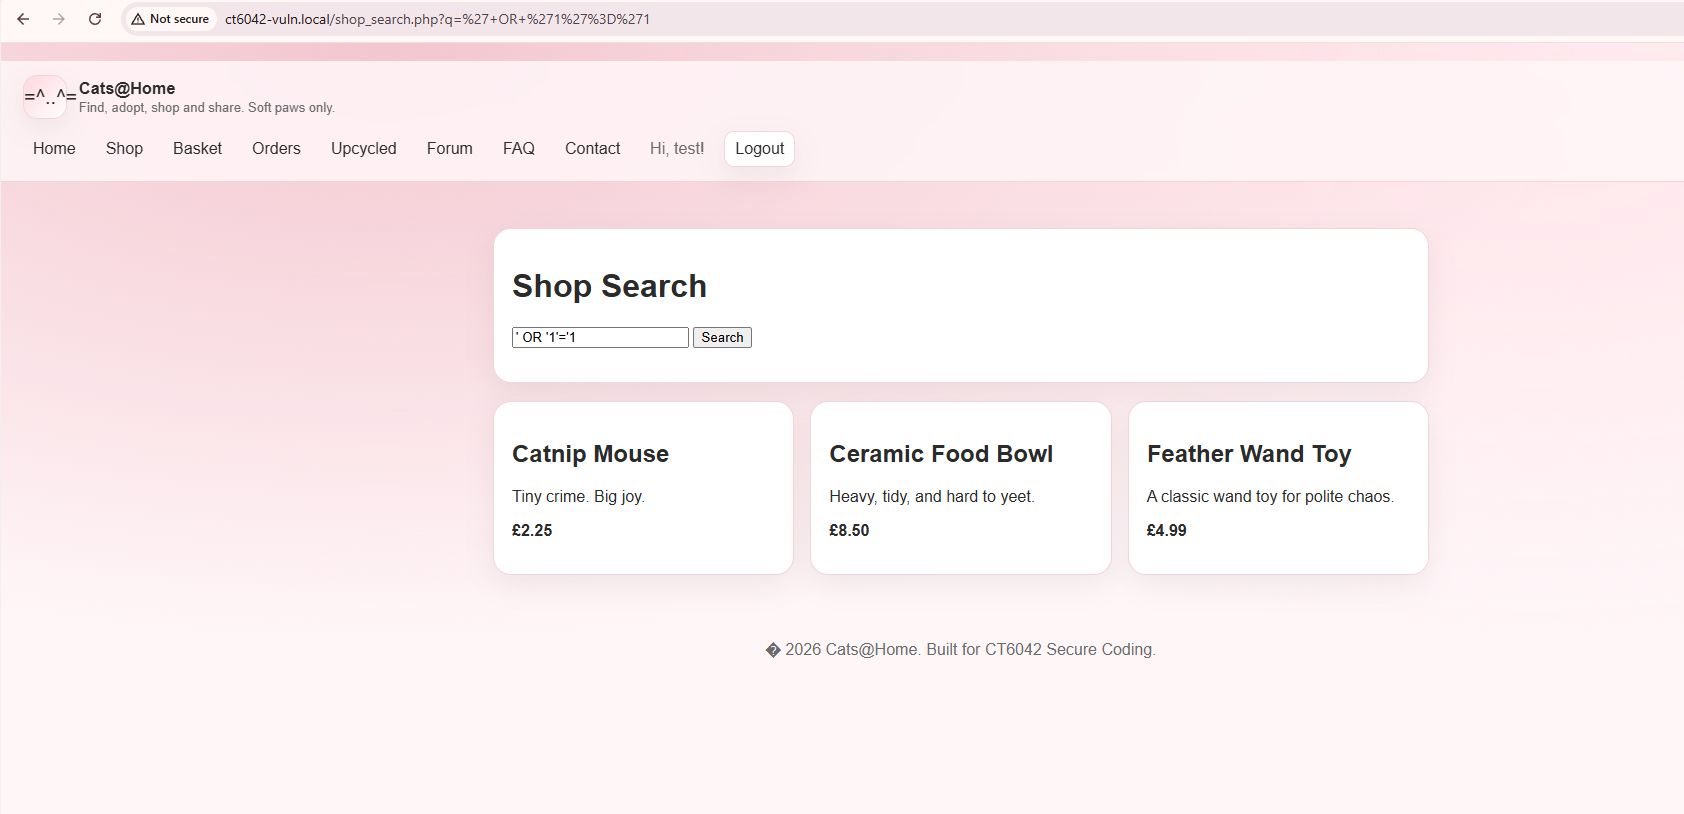 Not secure ct6042-vuln.local/shop_search.php?q=%27+OR+%271%27%3D%271
=^..^= Cats@Home
Find, adopt, shop and share. Soft paws only.
Home Shop Basket Orders Upcycled Forum FAQ Contact Hi, test! Logout
Shop Search
' OR '1'='1 Search
Catnip Mouse
Tiny crime. Big joy.
£2.25
Ceramic Food Bowl
Heavy, tidy, and hard to yeet.
£8.50
Feather Wand Toy
A classic wand toy for polite chaos.
£4.99
� 2026 Cats@Home. Built for CT6042 Secure Coding.